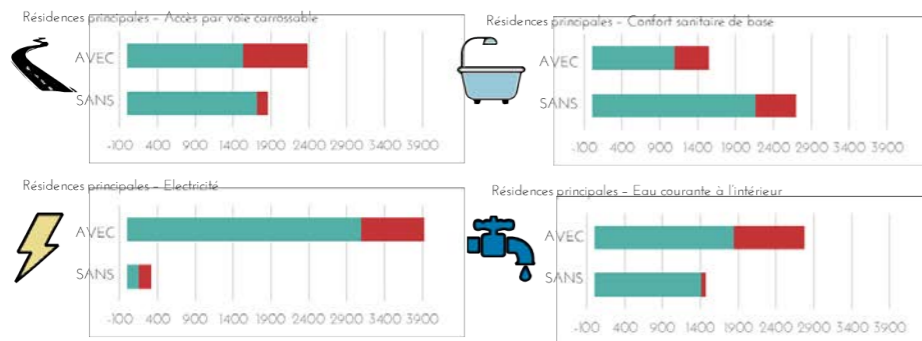 Résidences principales – Accès par voie carrossable
AVEC
SANS
-100 400 900 1400 1900 2400 2900 3400 3900
Résidences principales – Confort sanitaire de base
AVEC
SANS
-100 400 900 1400 1900 2400 2900 3400 3900
Résidences principales – Electricité
AVEC
SANS
-100 400 900 1400 1900 2400 2900 3400 3900
Résidences principales – Eau courante à l'intérieur
AVEC
SANS
-100 400 900 1400 1900 2400 2900 3400 3900